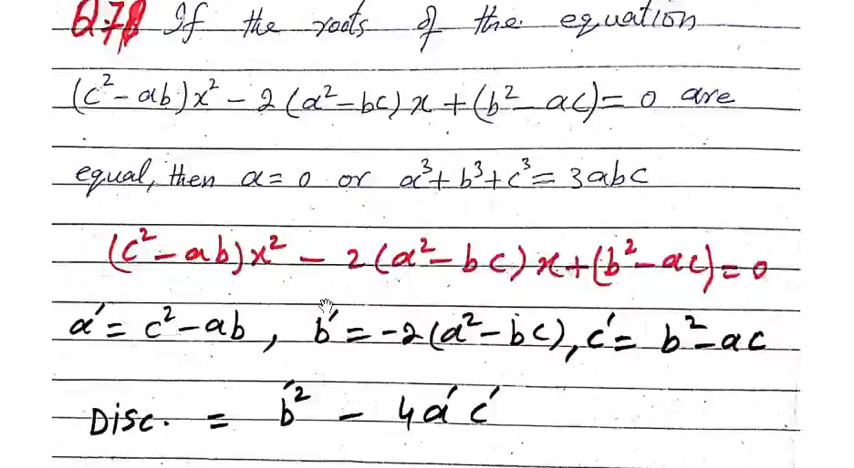 Q.7 If the roots of the equation
(c² - ab)x² - 2(a² - bc)x + (b² - ac) = 0 are
equal, then a = 0 or a³ + b³ + c³ = 3abc
(c² - ab)x² - 2(a² - bc)x + (b² - ac) = 0
a′ = c² - ab, b′ = -2(a² - bc), c′ = b² - ac
Disc. = b′² - 4a′c′